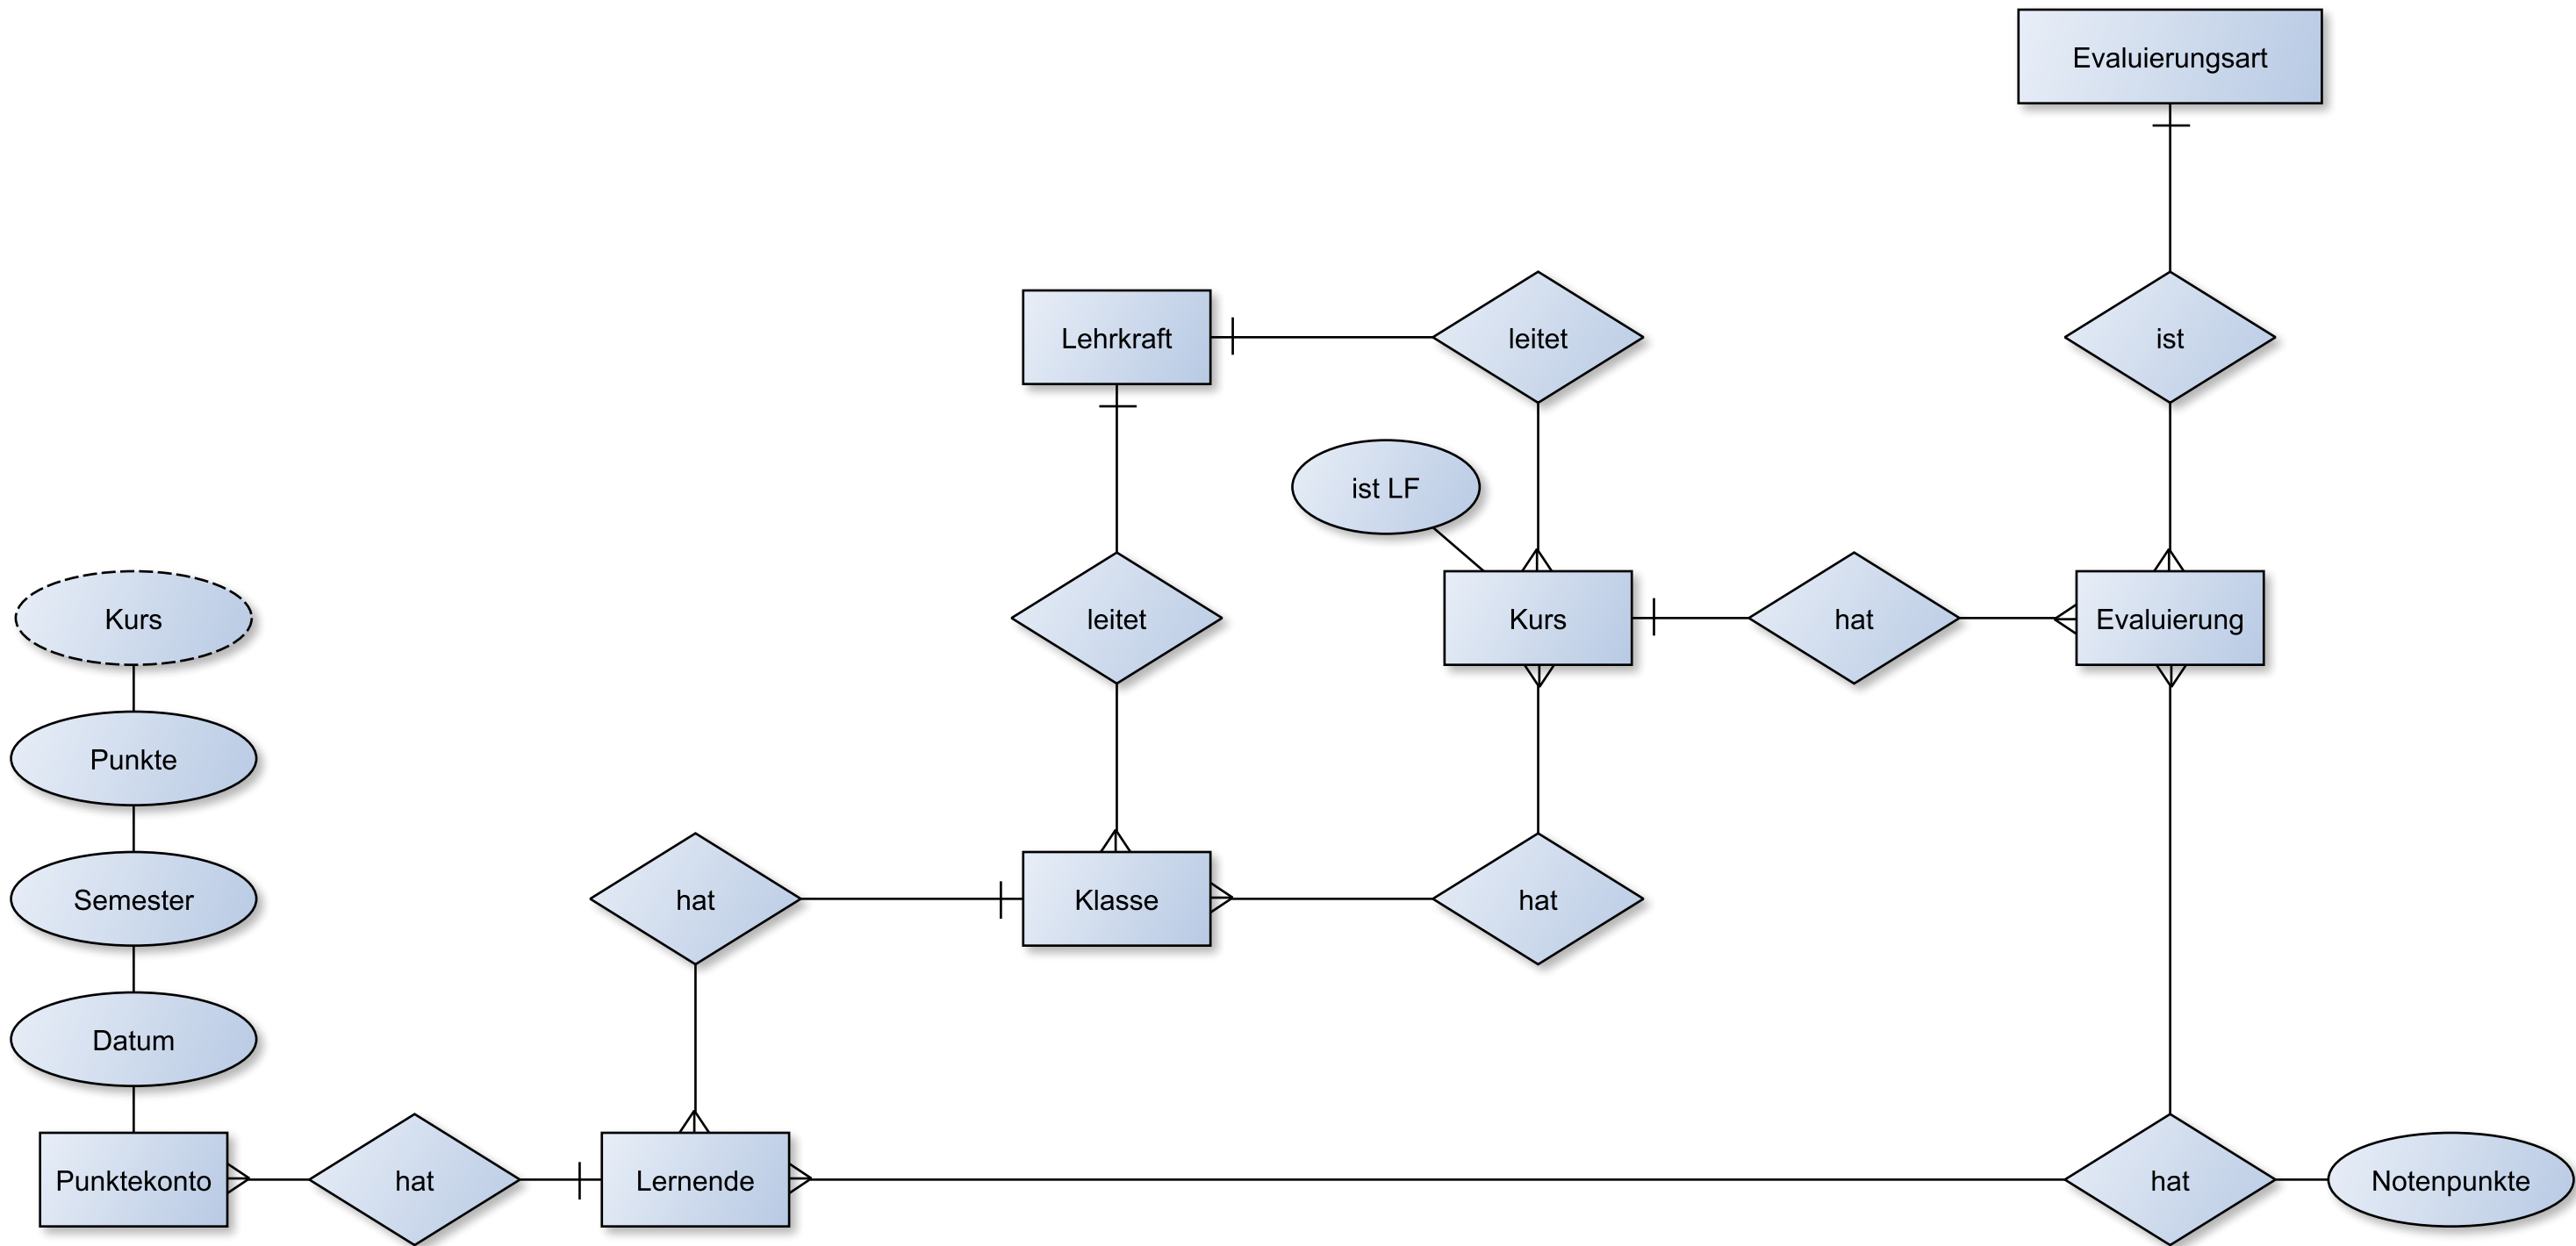 Evaluierungsart
Lehrkraft
leitet
ist
ist LF
Kurs
leitet
Kurs
hat
Evaluierung
Punkte
Semester
hat
Klasse
hat
Datum
Punktekonto
hat
Lernende
hat
Notenpunkte